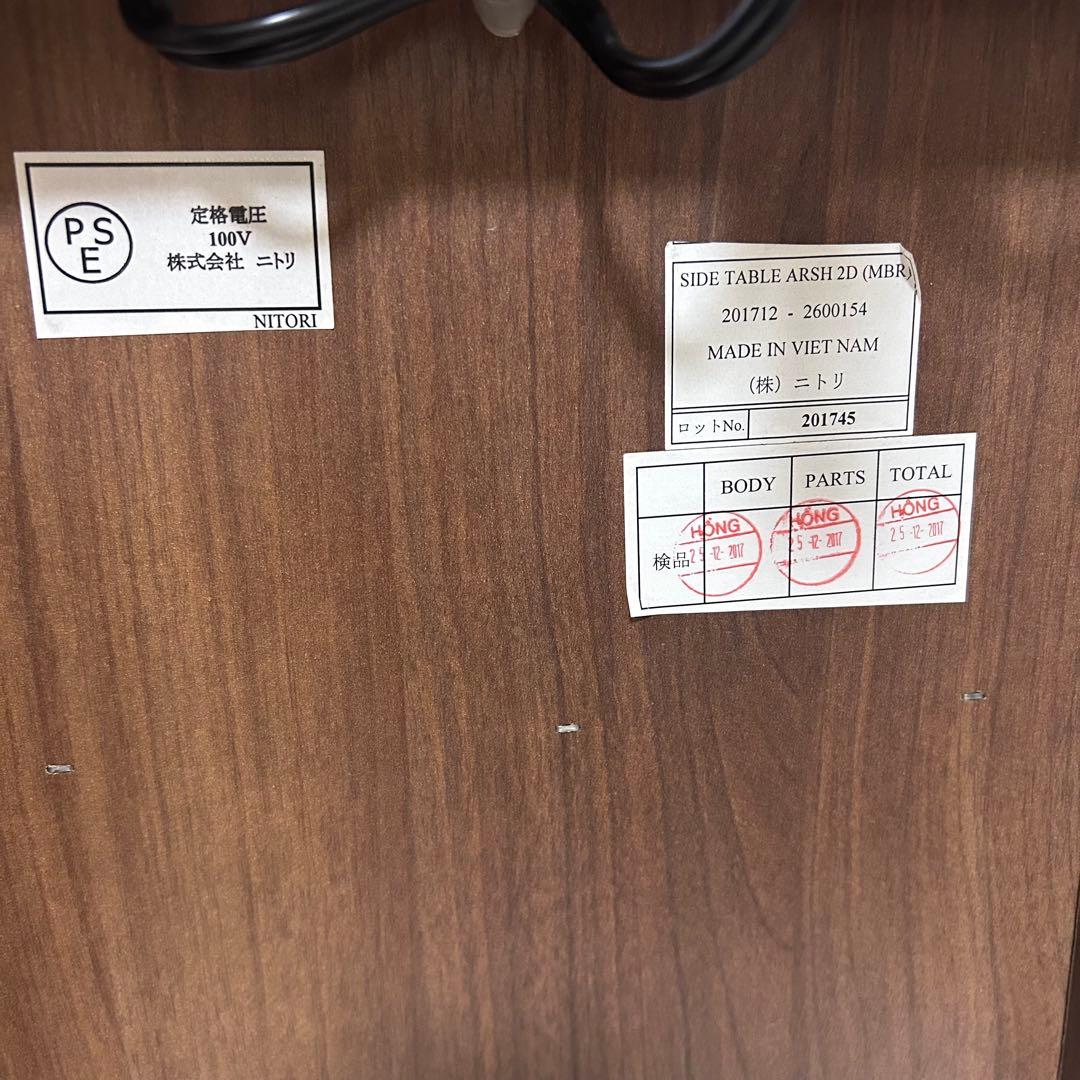 PSE
定格電圧
100V
株式会社 ニトリ
NITORI
SIDE TABLE ARSH 2D (MBR)
201712 - 2600154
MADE IN VIET NAM
(株) ニトリ
ロットNo. 201745
BODY PARTS TOTAL
検品
HỒNG HỒNG HỒNG
25-12-2017 25-12-2017 25-12-2017